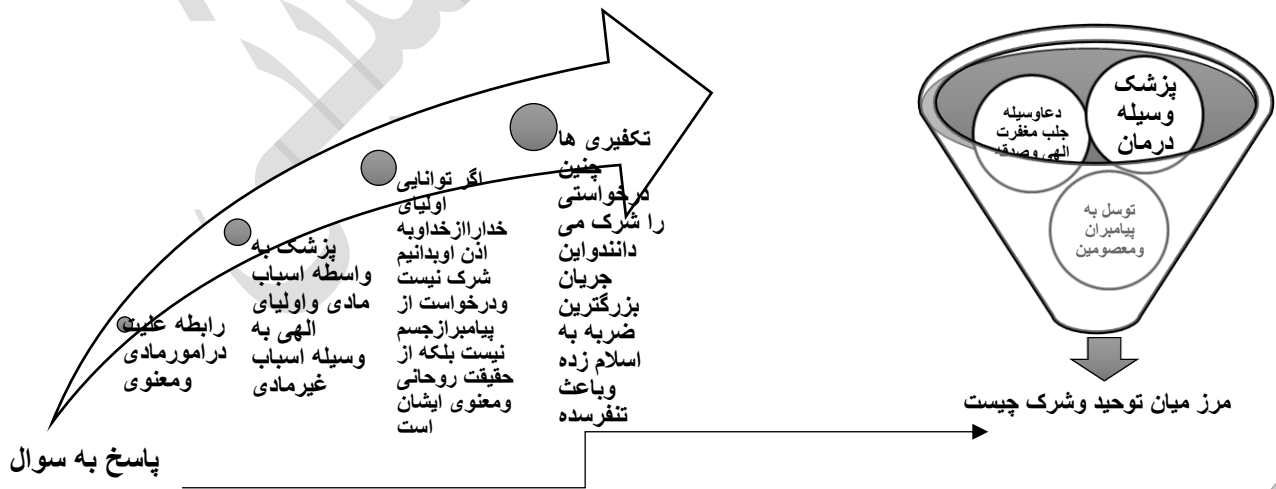 پزشک
وسیله
درمان
دعاوسیله
جلب مغفرت
الهی وصدقه
توسل به
پیامبران
ومعصومین
مرز میان توحید وشرک چیست
پاسخ به سوال
رابطه علیت
درامورمادی
ومعنوی
پزشک به
واسطه اسباب
مادی واولیای
الهی به
وسیله اسباب
غیرمادی
اگر توانایی
اولیای
خداراازخداوبه
اذن اوبدانیم
شرک نیست
ودرخواست از
پیامبرازجسم
نیست بلکه از
حقیقت روحانی
ومعنوی ایشان
است
تکفیری ها
چنین
درخواستی
را شرک می
دانندواین
جریان
بزرگترین
ضربه به
اسلام زده
وباعث
تنفرسده